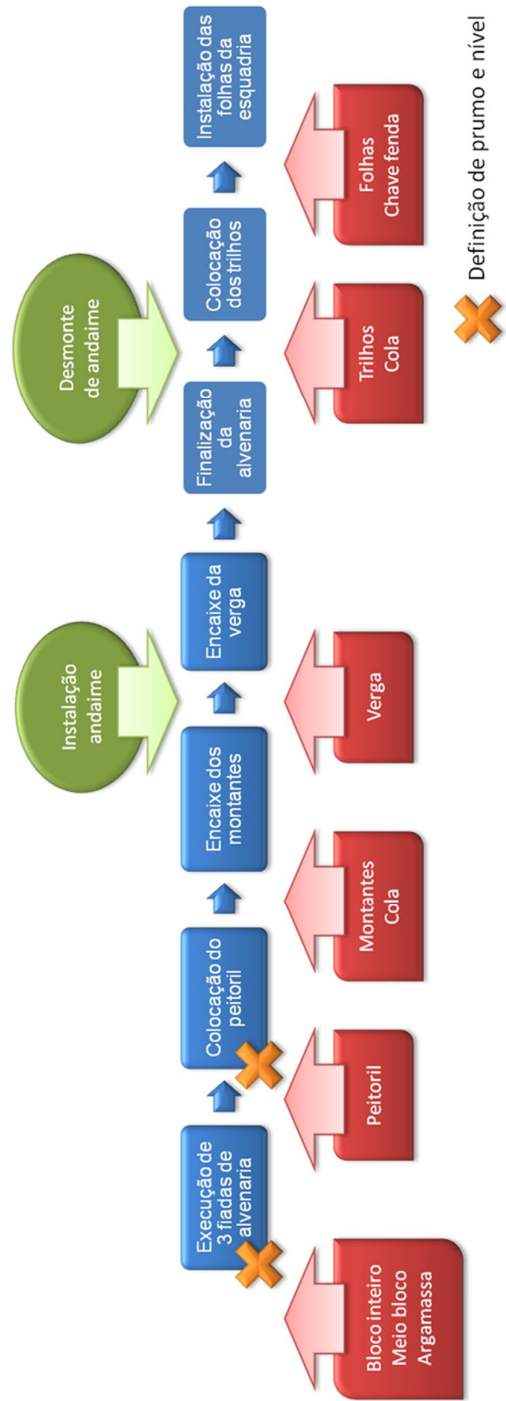 Desmonte
de andaime
Instalação
andaime
Execução de
3 fiadas de
alvenaria
Colocação do
peitoril
Encaixe dos
montantes
Encaixe da
verga
Finalização
da
alvenaria
Colocação
dos trilhos
Instalação das
folhas da
esquadria
Bloco inteiro
Meio bloco
Argamassa
Peitoril
Montantes
Cola
Verga
Trilhos
Cola
Folhas
Chave fenda
Definição de prumo e nível